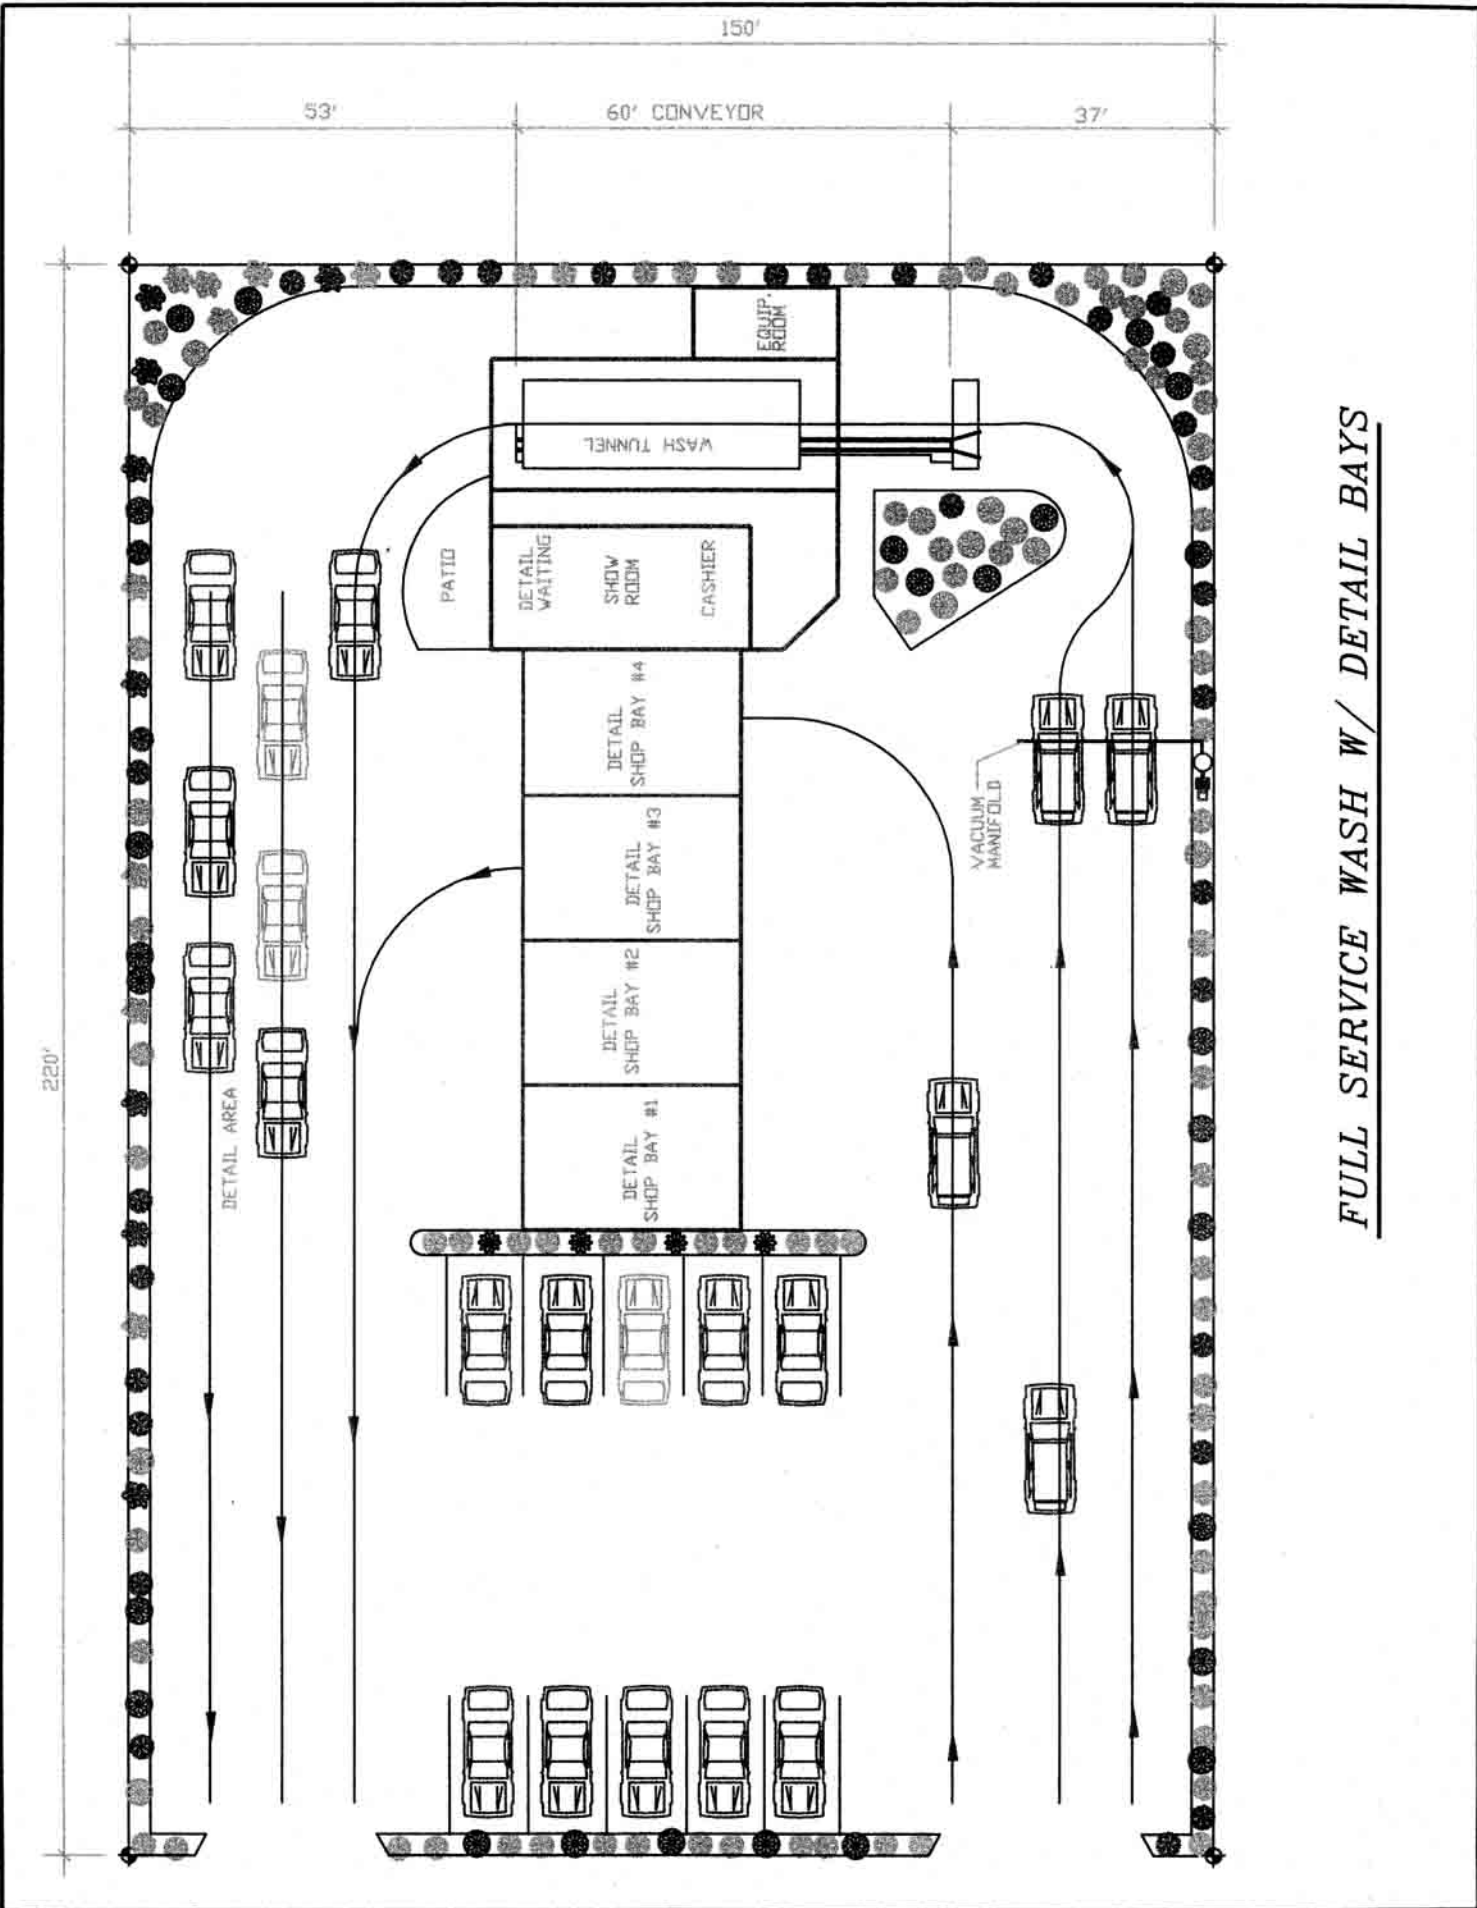 150'
53'
60' CONVEYOR
37'
220'
EQUIP.
ROOM
WASH TUNNEL
PATIO
DETAIL
WAITING
SHOW
ROOM
CASHIER
DETAIL
SHOP BAY #4
DETAIL
SHOP BAY #3
DETAIL
SHOP BAY #2
DETAIL
SHOP BAY #1
VACUUM
MANIFOLD
DETAIL AREA
FULL SERVICE WASH W/ DETAIL BAYS